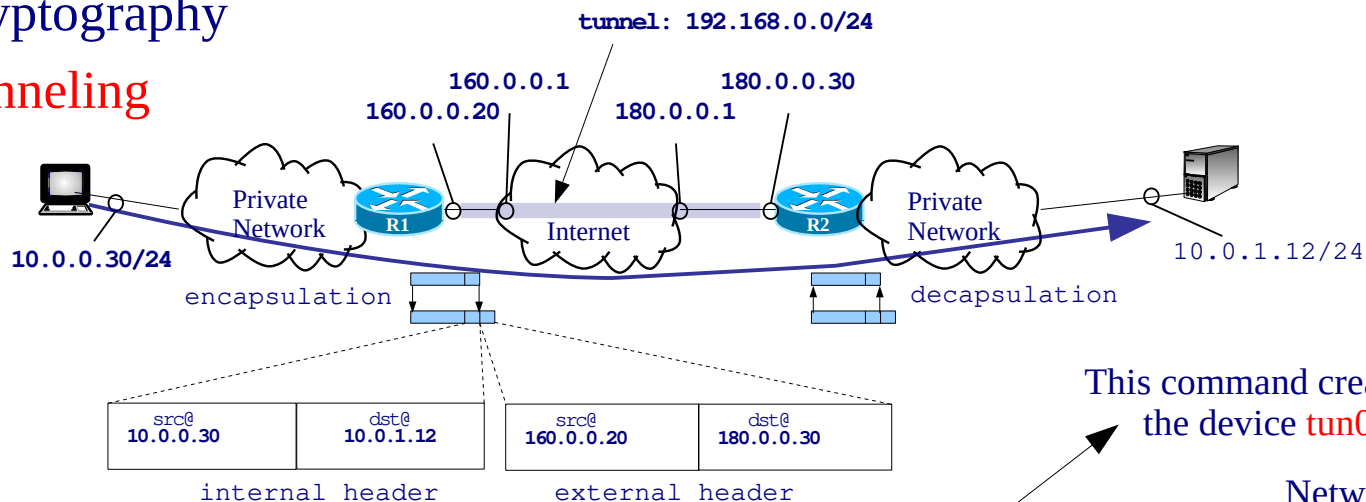 yptography
nneling
tunnel: 192.168.0.0/24
160.0.0.1
180.0.0.30
160.0.0.20
180.0.0.1
Private
Network
R1
Internet
R2
Private
Network
10.0.0.30/24
10.0.1.12/24
encapsulation
decapsulation
This command crea
the device tun0
src@
10.0.0.30
dst@
10.0.1.12
src@
160.0.0.20
dst@
180.0.0.30
internal header
external header
Netw